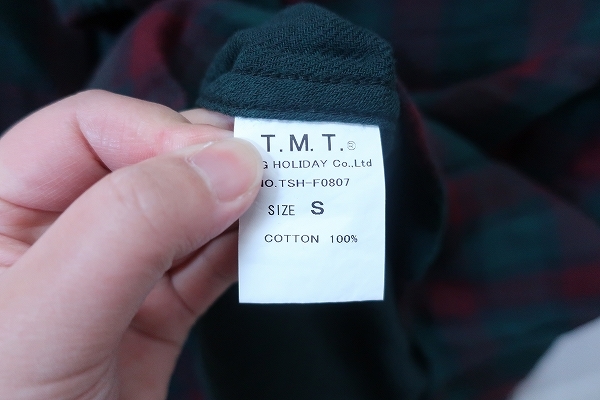 T.M.T.®
G HOLIDAY Co.,Ltd
NO.TSH-F0807
SIZE S
COTTON 100%